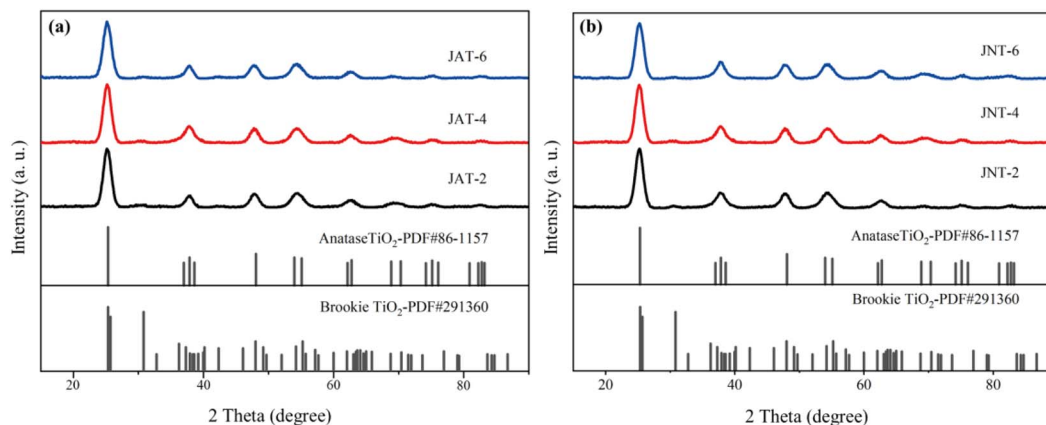 (a)
JAT-6
JAT-4
JAT-2
AnataseTiO₂-PDF#86-1157
Brookie TiO₂-PDF#291360
Intensity (a. u.)
20 40 60 80
2 Theta (degree)
(b)
JNT-6
JNT-4
JNT-2
AnataseTiO₂-PDF#86-1157
Brookie TiO₂-PDF#291360
Intensity (a. u.)
20 40 60 80
2 Theta (degree)